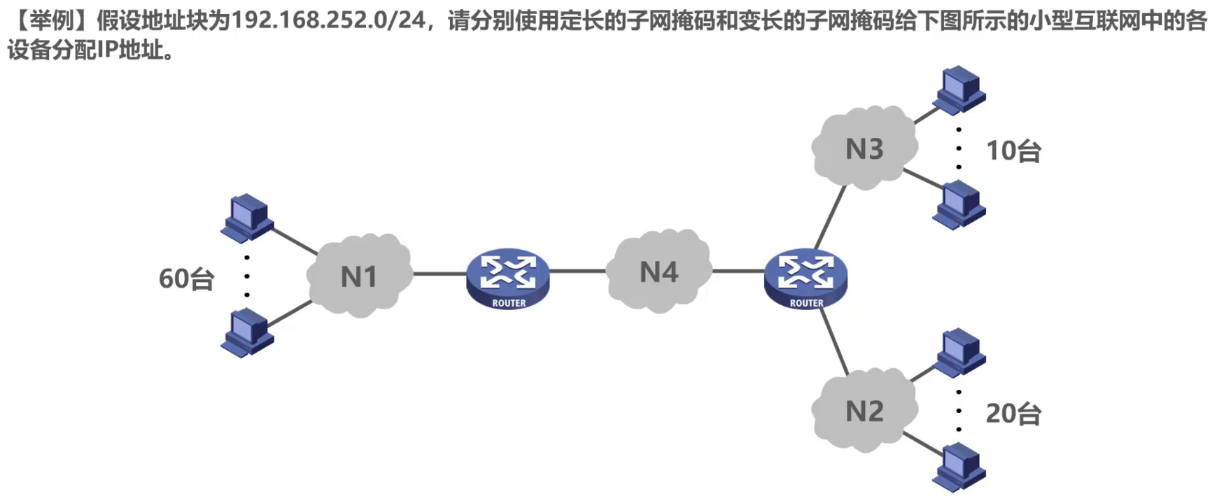 【举例】假设地址块为192.168.252.0/24，请分别使用定长的子网掩码和变长的子网掩码给下图所示的小型互联网中的各
设备分配IP地址。
N3
10台
60台
N1
ROUTER
N4
ROUTER
N2
20台